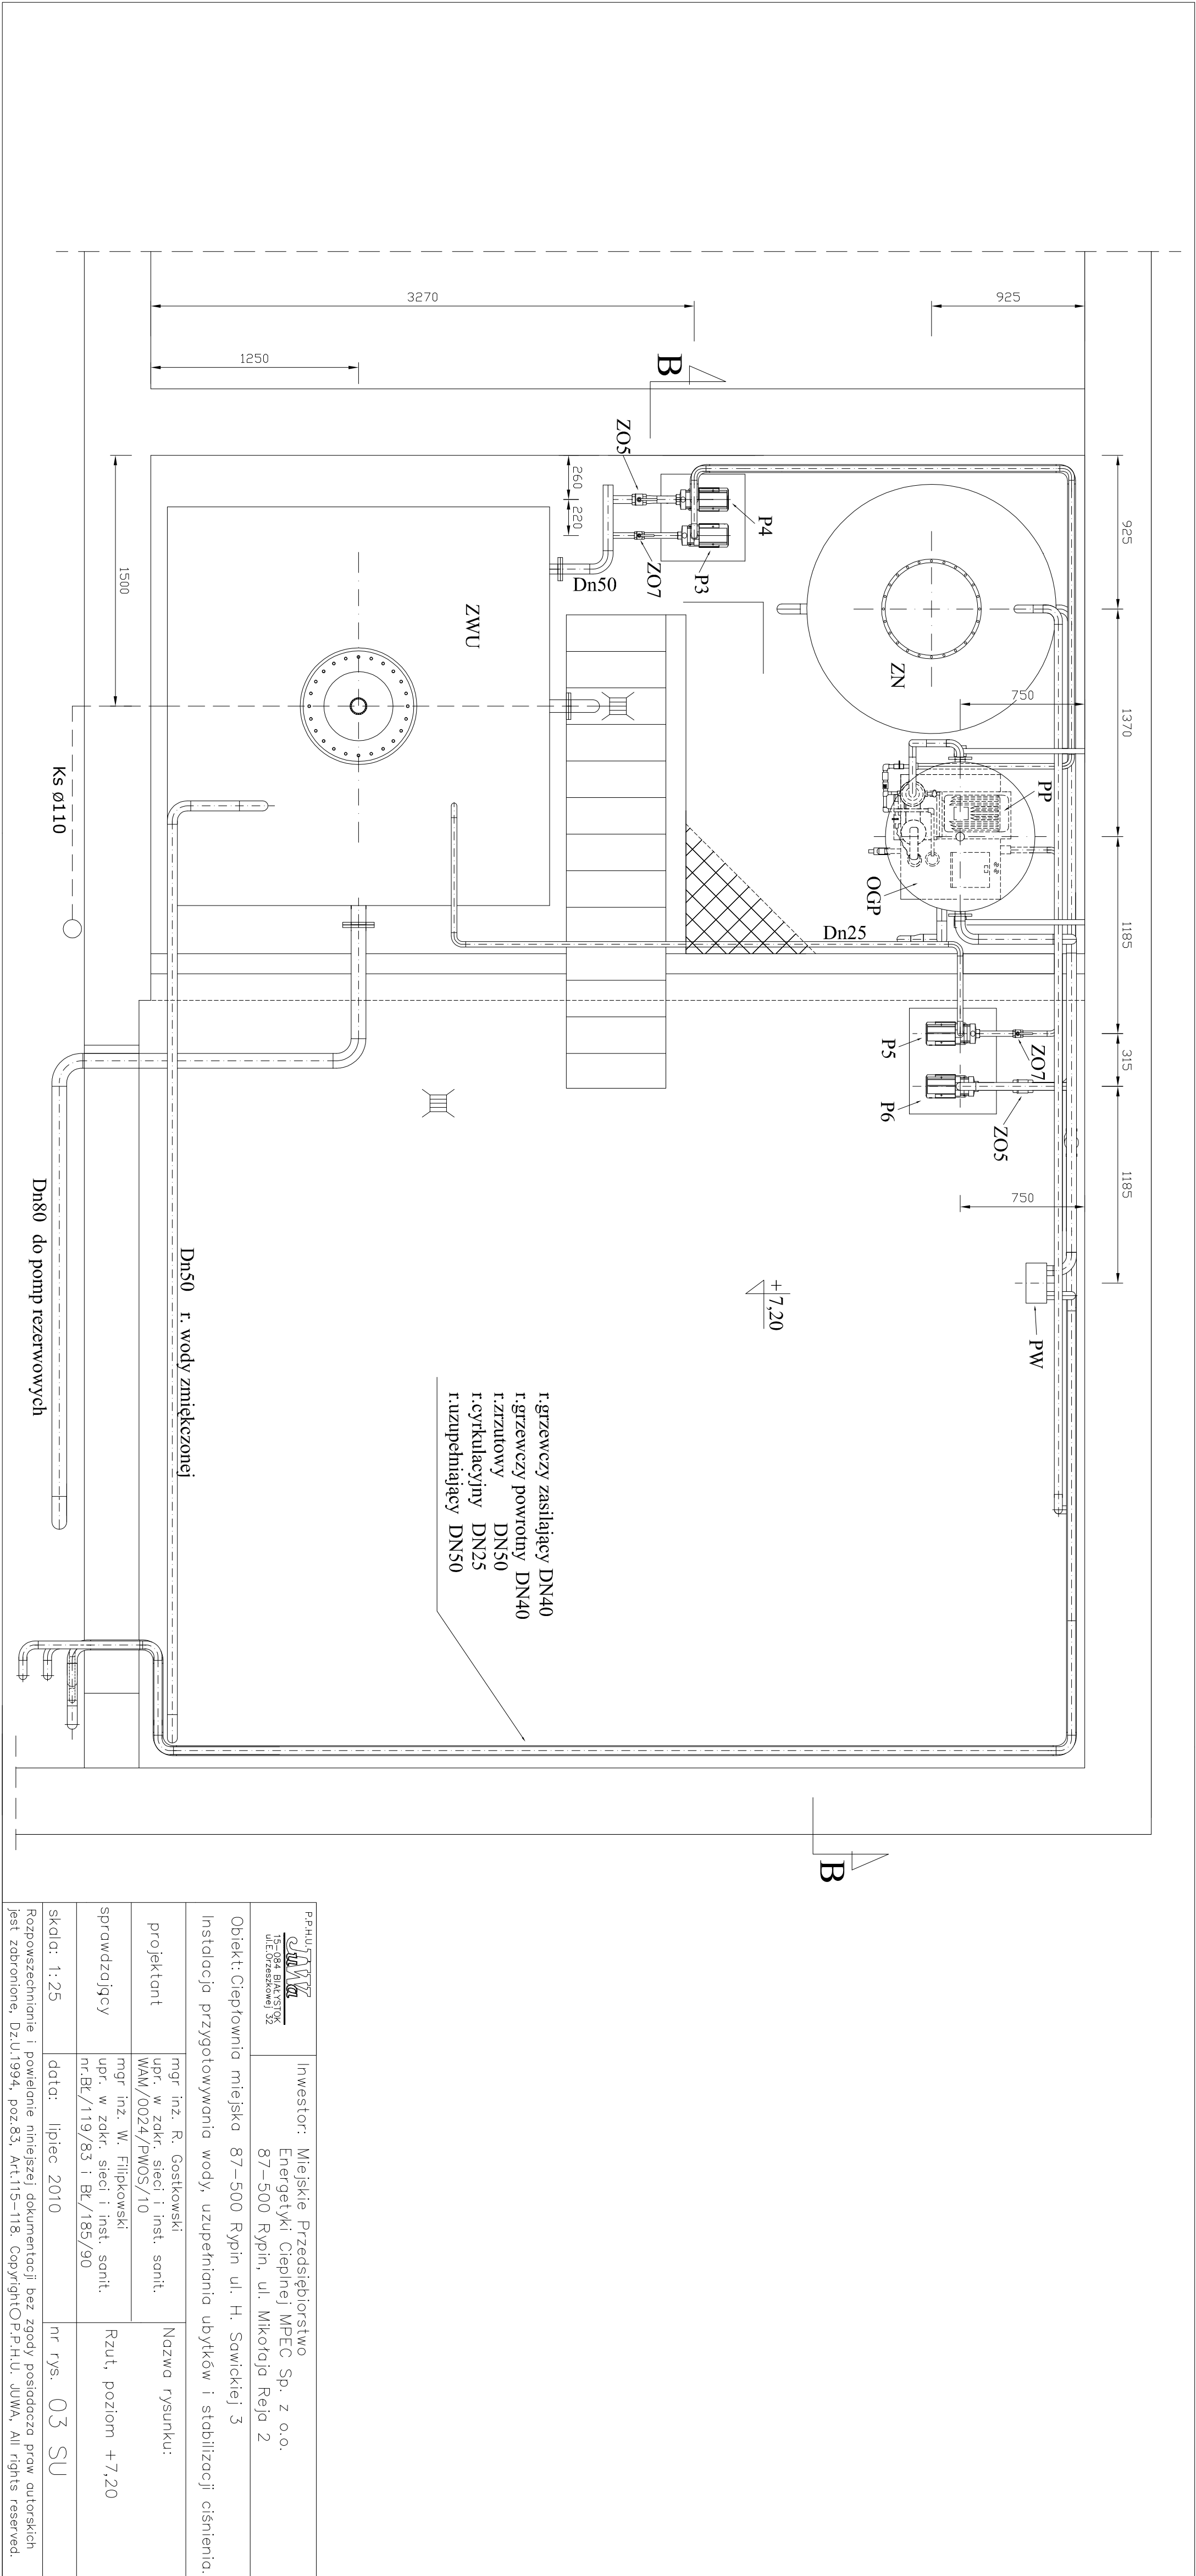 3270
925
1250
B
ZO5
260
220
P4
P3
ZO7
Dn50
925
1500
ZWU
ZN
750
1370
Ks ø110
PP
OGP
Dn25
1185
P5
P6
ZO7
ZO5
315
750
1185
+7,20
PW
Dn80 do pomp rezerwowych
Dn50 r. wody zmiękczonej
r.grzewczy zasilający DN40
r.grzewczy powrotny DN40
r.zrzutowy DN50
r.cyrkulacyjny DN25
r.uzupełniający DN50
B
P.P.H.U.
JUWA
15-084 BIAŁYSTOK
ul.E.Orzeszkowej 32
Inwestor: Miejskie Przedsiębiorstwo
Energetyki Cieplnej MPEC Sp. z o.o.
87-500 Rypin, ul. Mikołaja Reja 2
Obiekt: Ciepłownia miejska 87-500 Rypin ul. H. Sawickiej 3
Instalacja przygotowywania wody, uzupełniania ubytków i stabilizacji ciśnienia.
projektant
mgr inż. R. Gostkowski
upr. w zakr. sieci i inst. sanit.
WAM/0024/PWOS/10
sprawdzający
mgr inż. W. Filipkowski
upr. w zakr. sieci i inst. sanit.
nr.BŁ/119/83 i BŁ/185/90
Nazwa rysunku:
Rzut, poziom +7,20
skala: 1:25
data: lipiec 2010
nr rys. 03 SU
Rozpowszechnianie i powielanie niniejszej dokumentacji bez zgody posiadacza praw autorskich
jest zabronione, Dz.U.1994, poz.83, Art.115-118. Copyright○P.P.H.U. JUWA, All rights reserved.